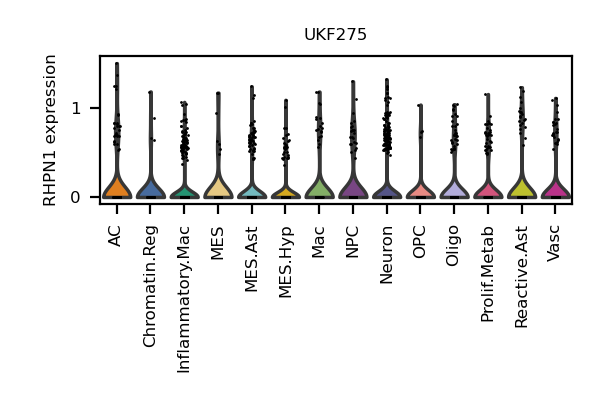 UKF275
RHPN1 expression
1
0
AC
Chromatin.Reg
Inflammatory.Mac
MES
MES.Ast
MES.Hyp
Mac
NPC
Neuron
OPC
Oligo
Prolif.Metab
Reactive.Ast
Vasc